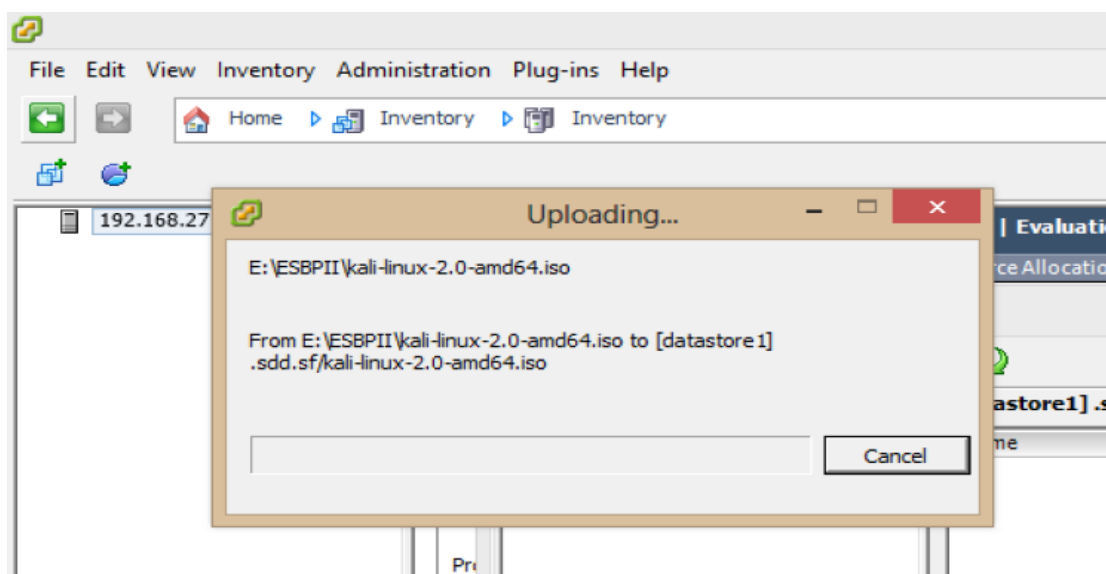 File Edit View Inventory Administration Plug-ins Help
Home Inventory Inventory
192.168.27
Uploading...
| Evaluati
E:\ESBPII\kali-linux-2.0-amd64.iso
rce Allocatio
From E:\ESBPII\kali-linux-2.0-amd64.iso to [datastore1]
.sdd.sf/kali-linux-2.0-amd64.iso
astore1] .s
Cancel
me
Pr